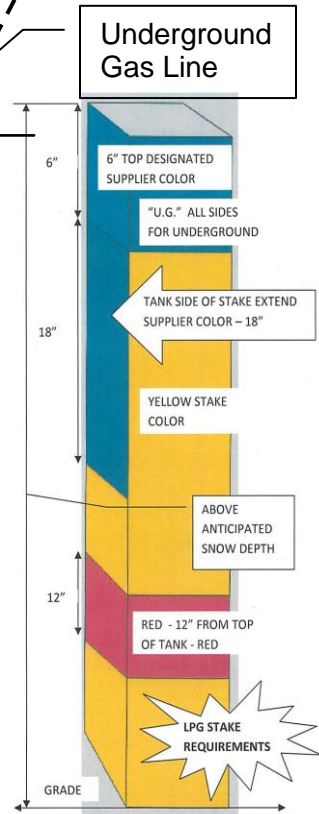 Underground
Gas Line
6"
6" TOP DESIGNATED
SUPPLIER COLOR
"U.G." ALL SIDES
FOR UNDERGROUND
TANK SIDE OF STAKE EXTEND
SUPPLIER COLOR – 18"
18"
YELLOW STAKE
COLOR
ABOVE
ANTICIPATED
SNOW DEPTH
12"
RED - 12" FROM TOP
OF TANK - RED
LPG STAKE
REQUIREMENTS
GRADE